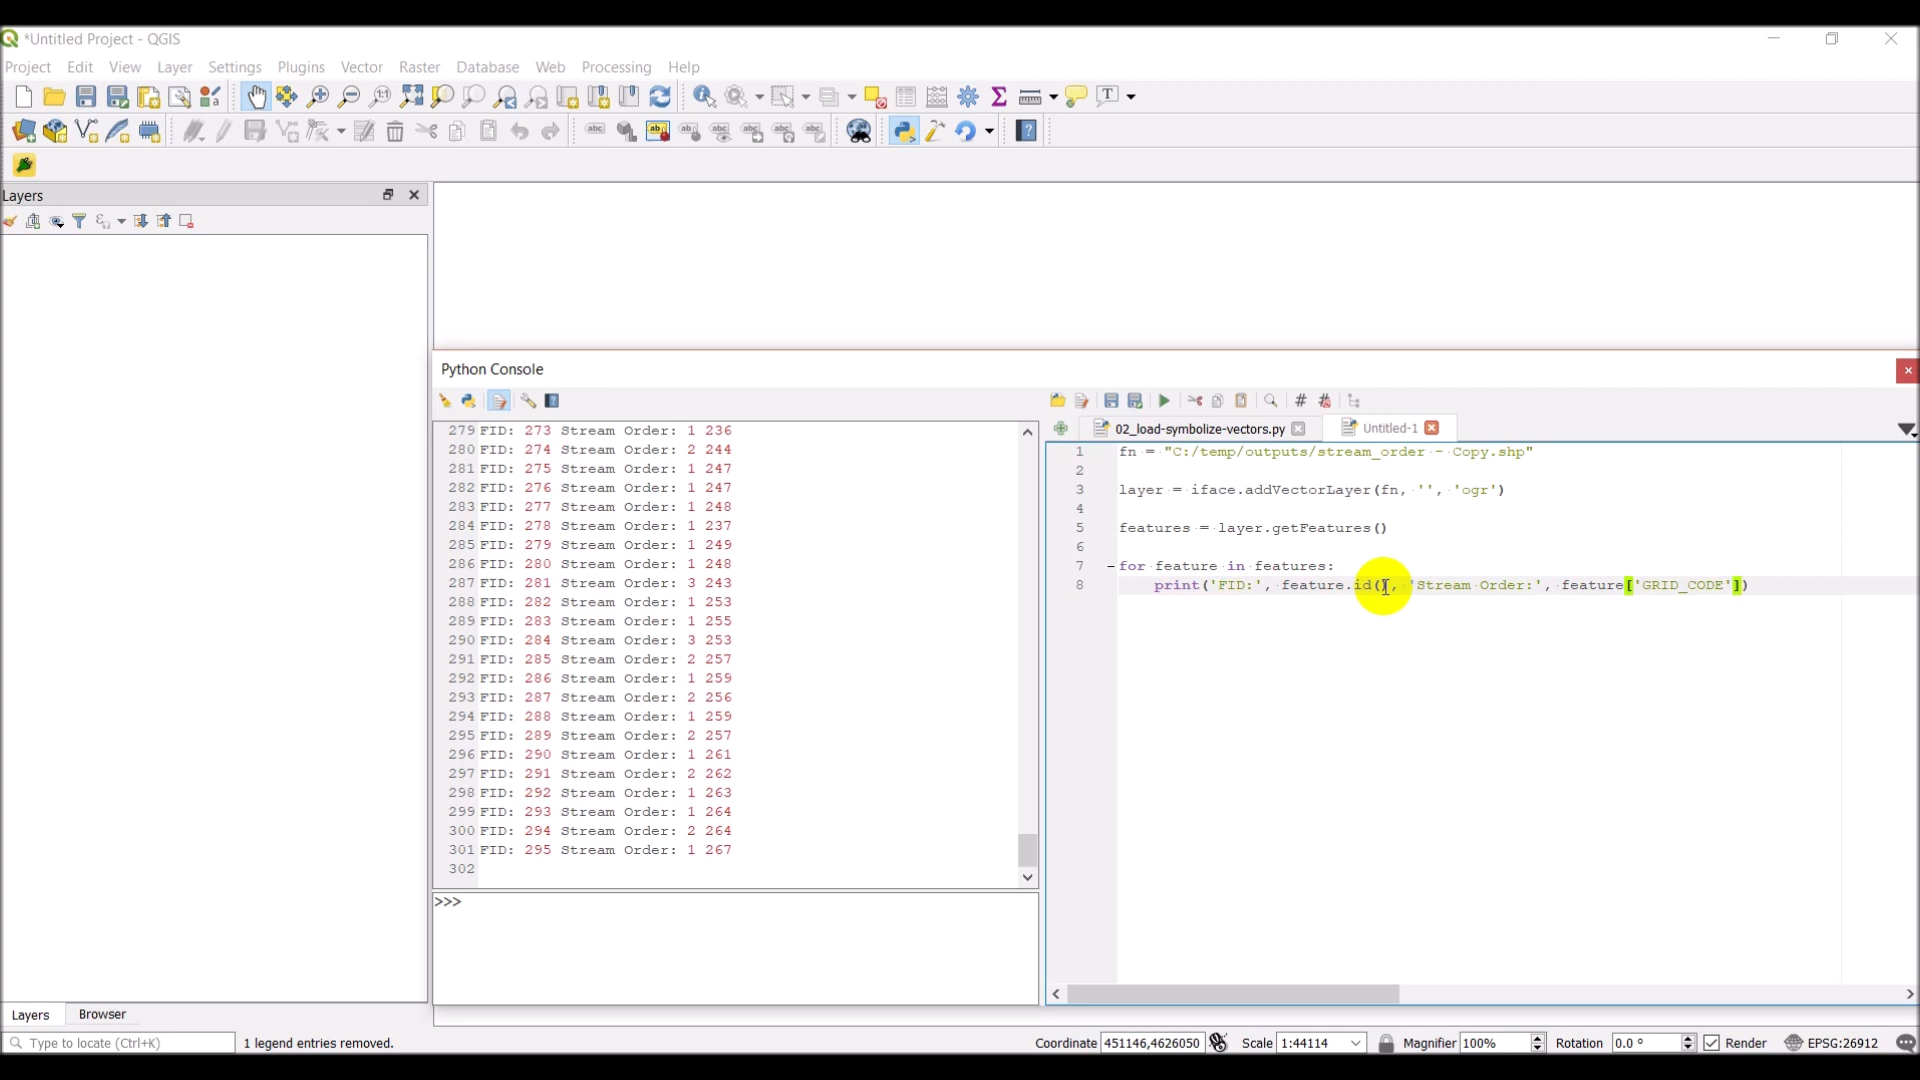 *Untitled Project - QGIS
Project Edit View Layer Settings Plugins Vector Raster Database Web Processing Help
Layers
Python Console
279 FID: 273 Stream Order: 1 236
280 FID: 274 Stream Order: 2 244
281 FID: 275 Stream Order: 1 247
282 FID: 276 Stream Order: 1 247
283 FID: 277 Stream Order: 1 248
284 FID: 278 Stream Order: 1 237
285 FID: 279 Stream Order: 1 249
286 FID: 280 Stream Order: 1 248
287 FID: 281 Stream Order: 3 243
288 FID: 282 Stream Order: 1 253
289 FID: 283 Stream Order: 1 255
290 FID: 284 Stream Order: 3 253
291 FID: 285 Stream Order: 2 257
292 FID: 286 Stream Order: 1 259
293 FID: 287 Stream Order: 2 256
294 FID: 288 Stream Order: 1 259
295 FID: 289 Stream Order: 2 257
296 FID: 290 Stream Order: 1 261
297 FID: 291 Stream Order: 2 262
298 FID: 292 Stream Order: 1 263
299 FID: 293 Stream Order: 1 264
300 FID: 294 Stream Order: 2 264
301 FID: 295 Stream Order: 1 267
302
>>>
02_load-symbolize-vectors.py Untitled-1
1 fn = "C:/temp/outputs/stream_order - Copy.shp"
2
3 layer = iface.addVectorLayer(fn, '', 'ogr')
4
5 features = layer.getFeatures()
6
7 for feature in features:
8 print('FID:', feature.id(), 'Stream Order:', feature['GRID_CODE'])
Layers Browser
Type to locate (Ctrl+K) 1 legend entries removed. Coordinate 451146,4626050 Scale 1:44114 Magnifier 100% Rotation 0.0 ° Render EPSG:26912